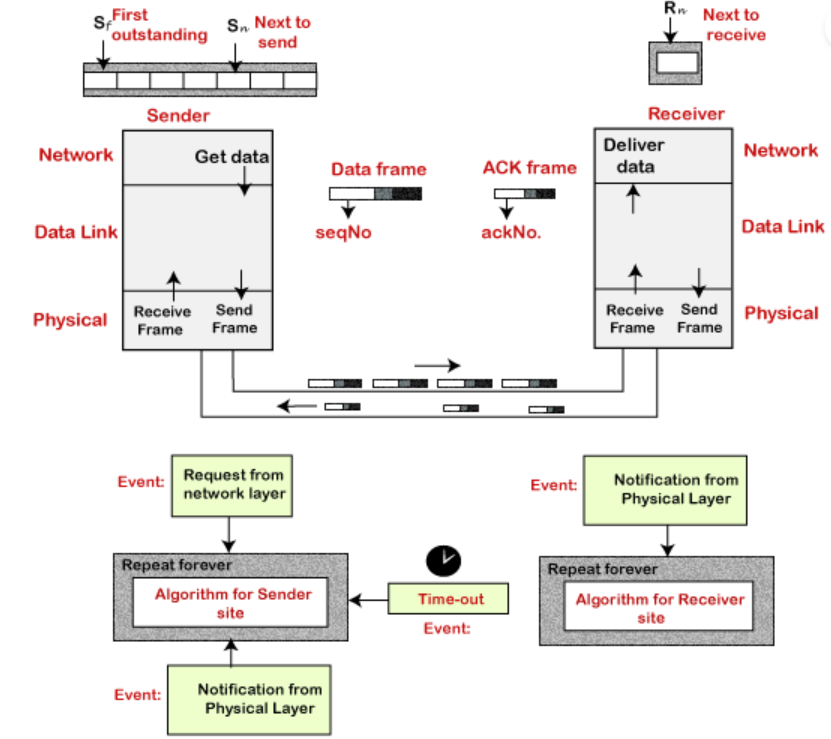 Sf First
outstanding
Sn Next to
send
Rn Next to
receive
Sender
Receiver
Network
Get data
Data frame
ACK frame
Deliver
data
Network
Data Link
seqNo
ackNo.
Data Link
Physical
Receive
Frame
Send
Frame
Receive
Frame
Send
Frame
Physical
Event:
Request from
network layer
Event:
Notification from
Physical Layer
Repeat forever
Algorithm for Sender
site
Time-out
Event:
Repeat forever
Algorithm for Receiver
site
Event:
Notification from
Physical Layer